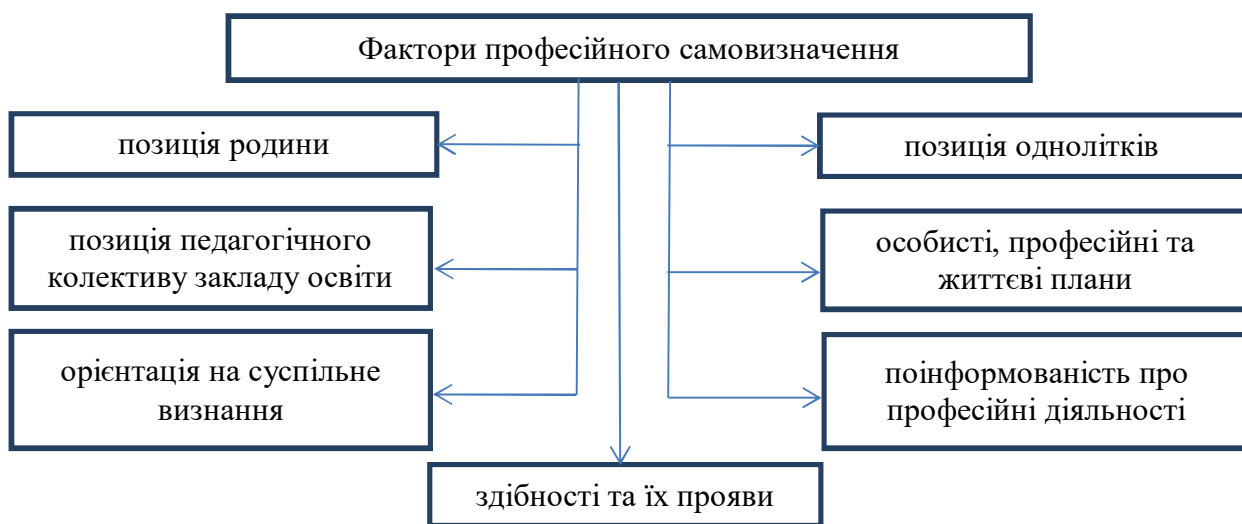 Фактори професійного самовизначення
позиція родини
позиція однолітків
позиція педагогічного
колективу закладу освіти
особисті, професійні та
життєві плани
орієнтація на суспільне
визнання
поінформованість про
професійні діяльності
здібності та їх прояви